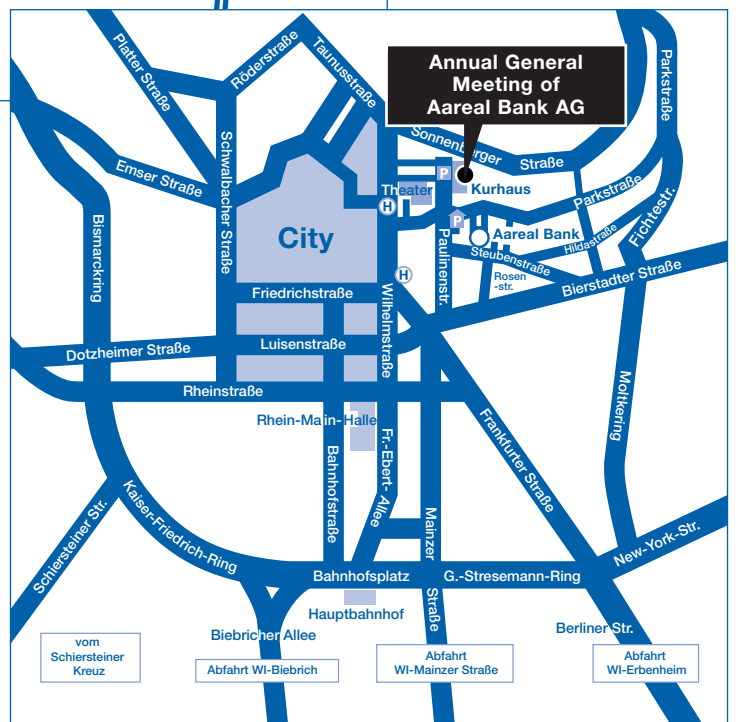 Platter Straße
Röderstraße
Taunusstraße
Annual General
Meeting of
Aareal Bank AG
Parkstraße
Sonnenberger
Straße
Emser Straße
Schwalbacher Straße
Theater
P
Kurhaus
Parkstraße
H
P
Bismarckring
City
Paulinenstr.
Aareal Bank
Hildastraße
Fichtestr.
Steubenstraße
H
Rosen
-str.
Bierstadter Straße
Friedrichstraße
Wilhelmstraße
Dotzheimer Straße
Luisenstraße
Rheinstraße
Moltkering
Rhein-Main-Halle
Frankfurter Straße
Bahnhofstraße
Fr.-Ebert-
Allee
Mainzer
Straße
Kaiser-Friedrich-Ring
Schiersteiner Str.
New-York-Str.
Bahnhofsplatz
G.-Stresemann-Ring
Hauptbahnhof
Biebricher Allee
Berliner Str.
vom
Schiersteiner
Kreuz
Abfahrt WI-Biebrich
Abfahrt
WI-Mainzer Straße
Abfahrt
WI-Erbenheim